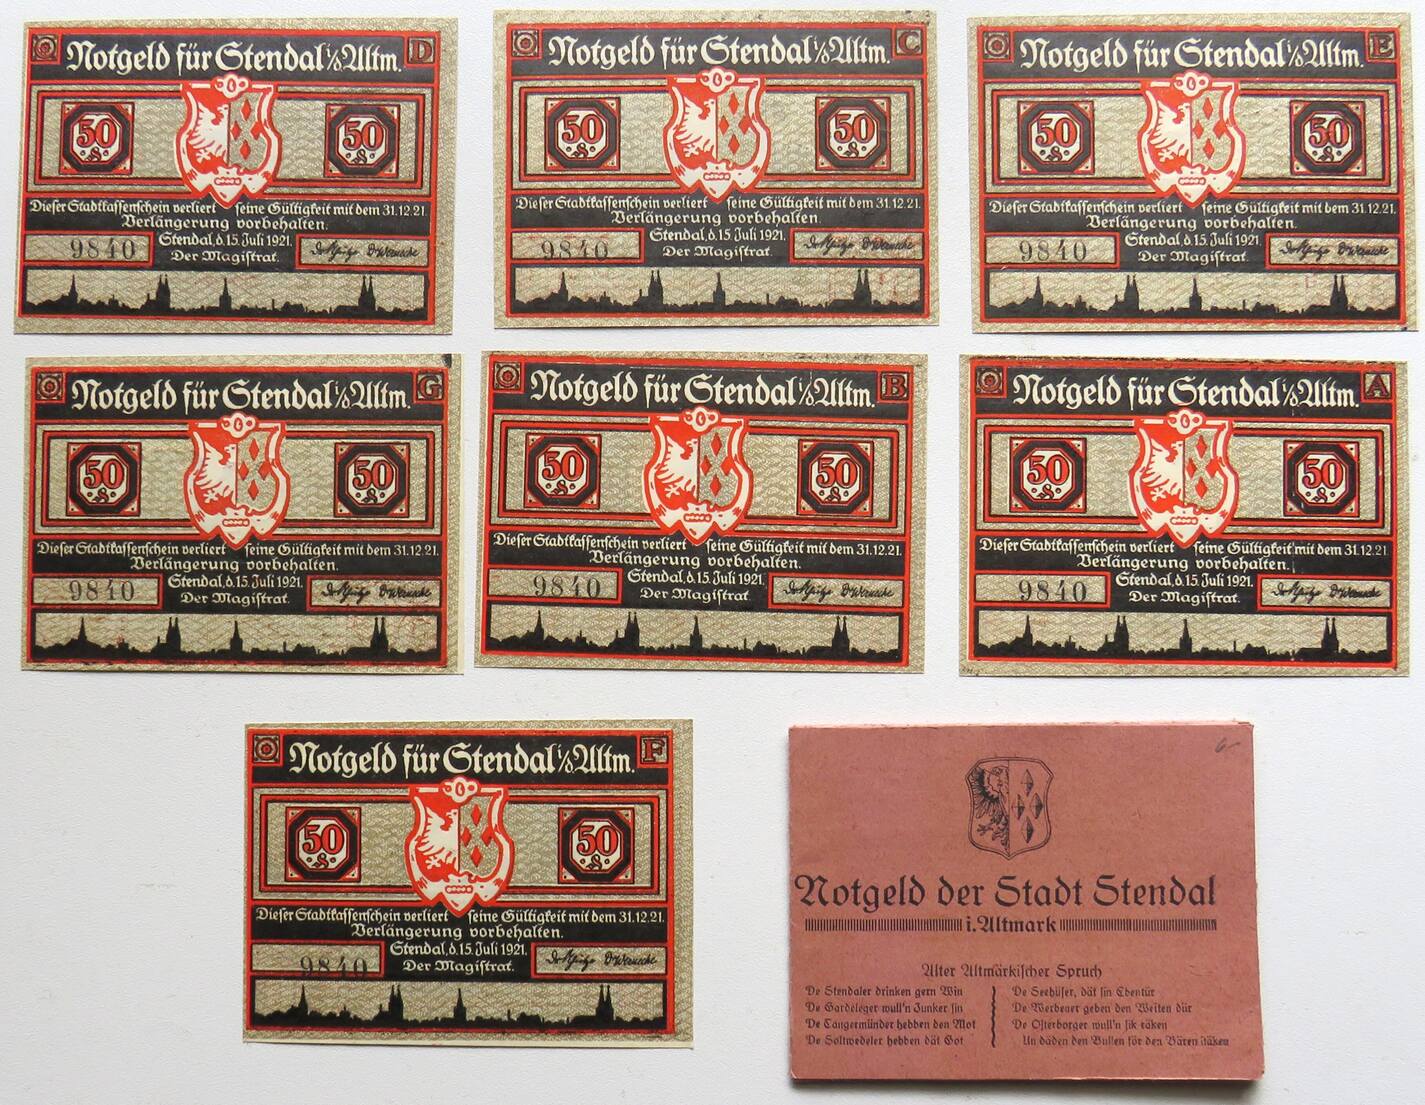 Notgeld für Stendal i/Altm. D
50 50
Dieser Stadtkassenschein verliert seine Gültigkeit mit dem 31.12.21.
Verlängerung vorbehalten.
9840 Stendal, d. 15. Juli 1921.
Der Magistrat.
Notgeld für Stendal i/Altm. C
50 50
Dieser Stadtkassenschein verliert seine Gültigkeit mit dem 31.12.21.
Verlängerung vorbehalten.
9840 Stendal, d. 15. Juli 1921.
Der Magistrat.
Notgeld für Stendal i/Altm. E
50 50
Dieser Stadtkassenschein verliert seine Gültigkeit mit dem 31.12.21.
Verlängerung vorbehalten.
9840 Stendal, d. 15. Juli 1921.
Der Magistrat.
Notgeld für Stendal i/Altm. G
50 50
Dieser Stadtkassenschein verliert seine Gültigkeit mit dem 31.12.21.
Verlängerung vorbehalten.
9840 Stendal, d. 15. Juli 1921.
Der Magistrat.
Notgeld für Stendal i/Altm. B
50 50
Dieser Stadtkassenschein verliert seine Gültigkeit mit dem 31.12.21.
Verlängerung vorbehalten.
9840 Stendal, d. 15. Juli 1921.
Der Magistrat.
Notgeld für Stendal i/Altm. A
50 50
Dieser Stadtkassenschein verliert seine Gültigkeit mit dem 31.12.21.
Verlängerung vorbehalten.
9840 Stendal, d. 15. Juli 1921.
Der Magistrat.
Notgeld für Stendal i/Altm. F
50 50
Dieser Stadtkassenschein verliert seine Gültigkeit mit dem 31.12.21.
Verlängerung vorbehalten.
9840 Stendal, d. 15. Juli 1921.
Der Magistrat.
Notgeld der Stadt Stendal
i. Altmark
Alter Altmärkischer Spruch
De Stendaler drinken gern Win
De Gardeleger wull'n Junker sin
De Tangermünder hebben den Mot
De Soltwedeler hebben dät Got
De Seehüser, dät sin Ebentür
De Werbener geben den Weiten dür
De Osterborger wull'n sik räken
Un däden den Bullen för den Bären stäken